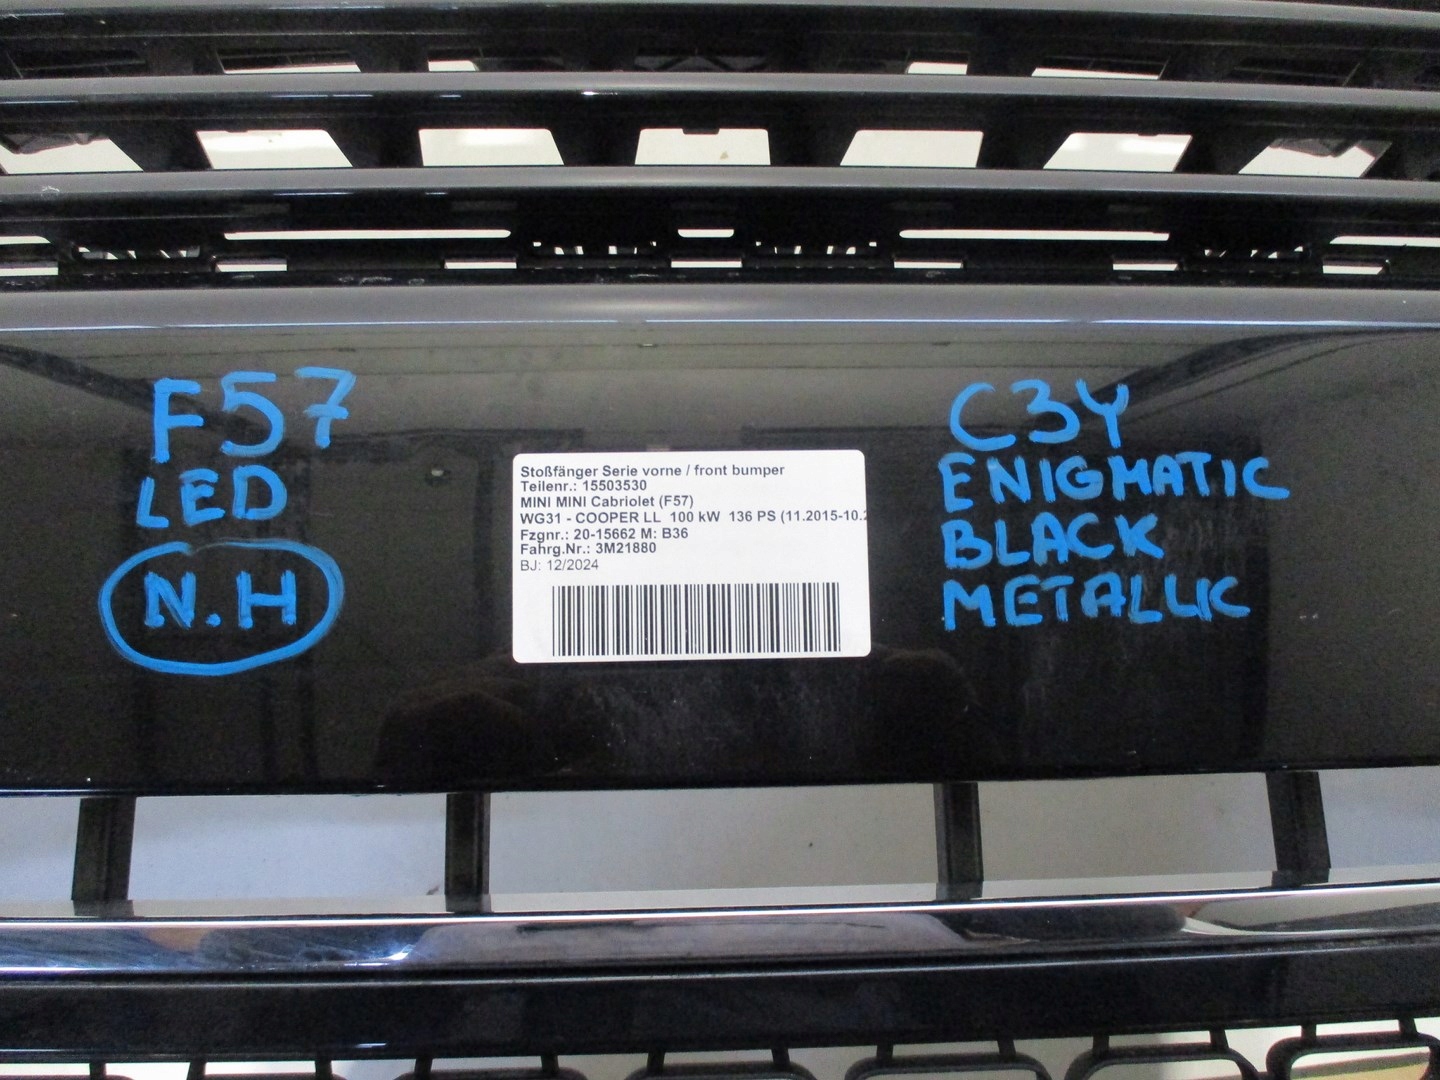 F57
LED
N.H
Stoßfänger Serie vorne / front bumper
Teilenr.: 15503530
MINI MINI Cabriolet (F57)
WG31 - COOPER LL 100 kW 136 PS (11.2015-10.2
Fzgnr.: 20-15662 M: B36
Fahrg.Nr.: 3M21880
BJ: 12/2024
C3Y
ENIGMATIC
BLACK
METALLIC